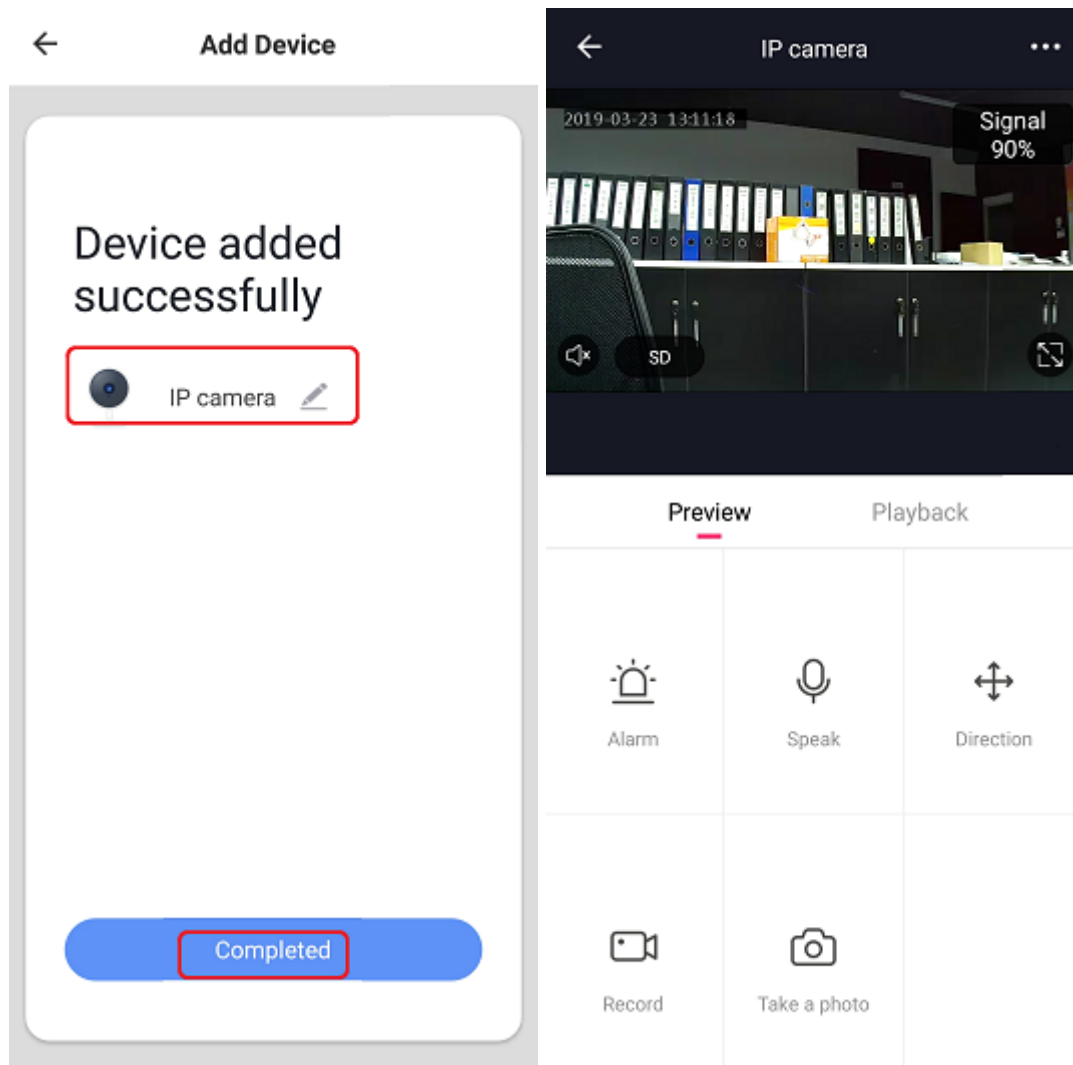 Add Device
Device added
successfully
IP camera
Completed
IP camera
2019-03-23 13:11:18
Signal
90%
SD
Preview
Playback
Alarm
Speak
Direction
Record
Take a photo